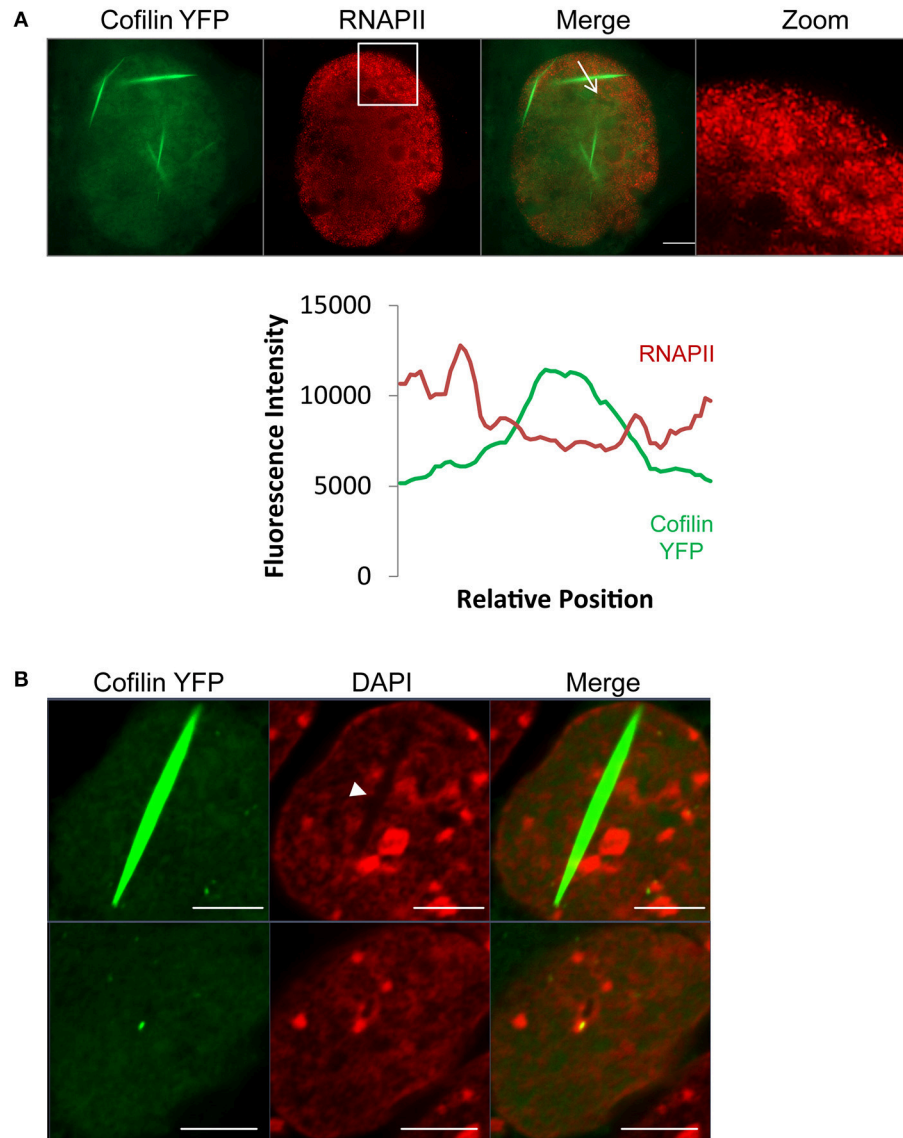 A
Cofilin YFP RNAPII Merge Zoom
15000
10000
5000
0
Fluorescence Intensity
RNAPII
Cofilin
YFP
Relative Position
B
Cofilin YFP DAPI Merge